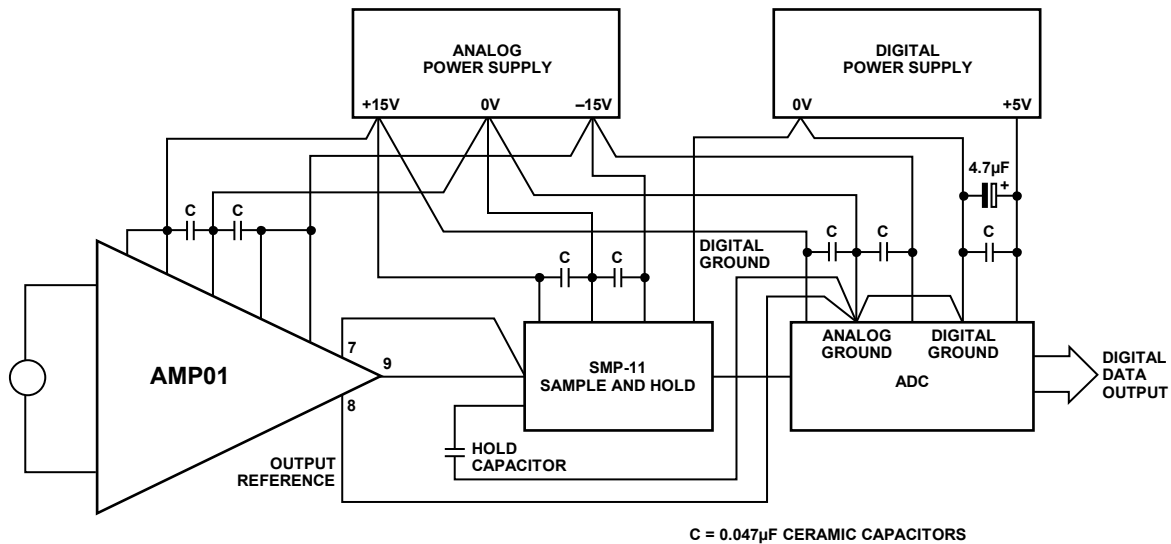 ANALOG
POWER SUPPLY
+15V 0V –15V
DIGITAL
POWER SUPPLY
0V +5V
4.7µF
+
C C
C C
DIGITAL
GROUND
C C
C
AMP01
7
9
8
SMP-11
SAMPLE AND HOLD
ANALOG
GROUND
DIGITAL
GROUND
ADC
DIGITAL
DATA
OUTPUT
HOLD
CAPACITOR
OUTPUT
REFERENCE
C = 0.047µF CERAMIC CAPACITORS